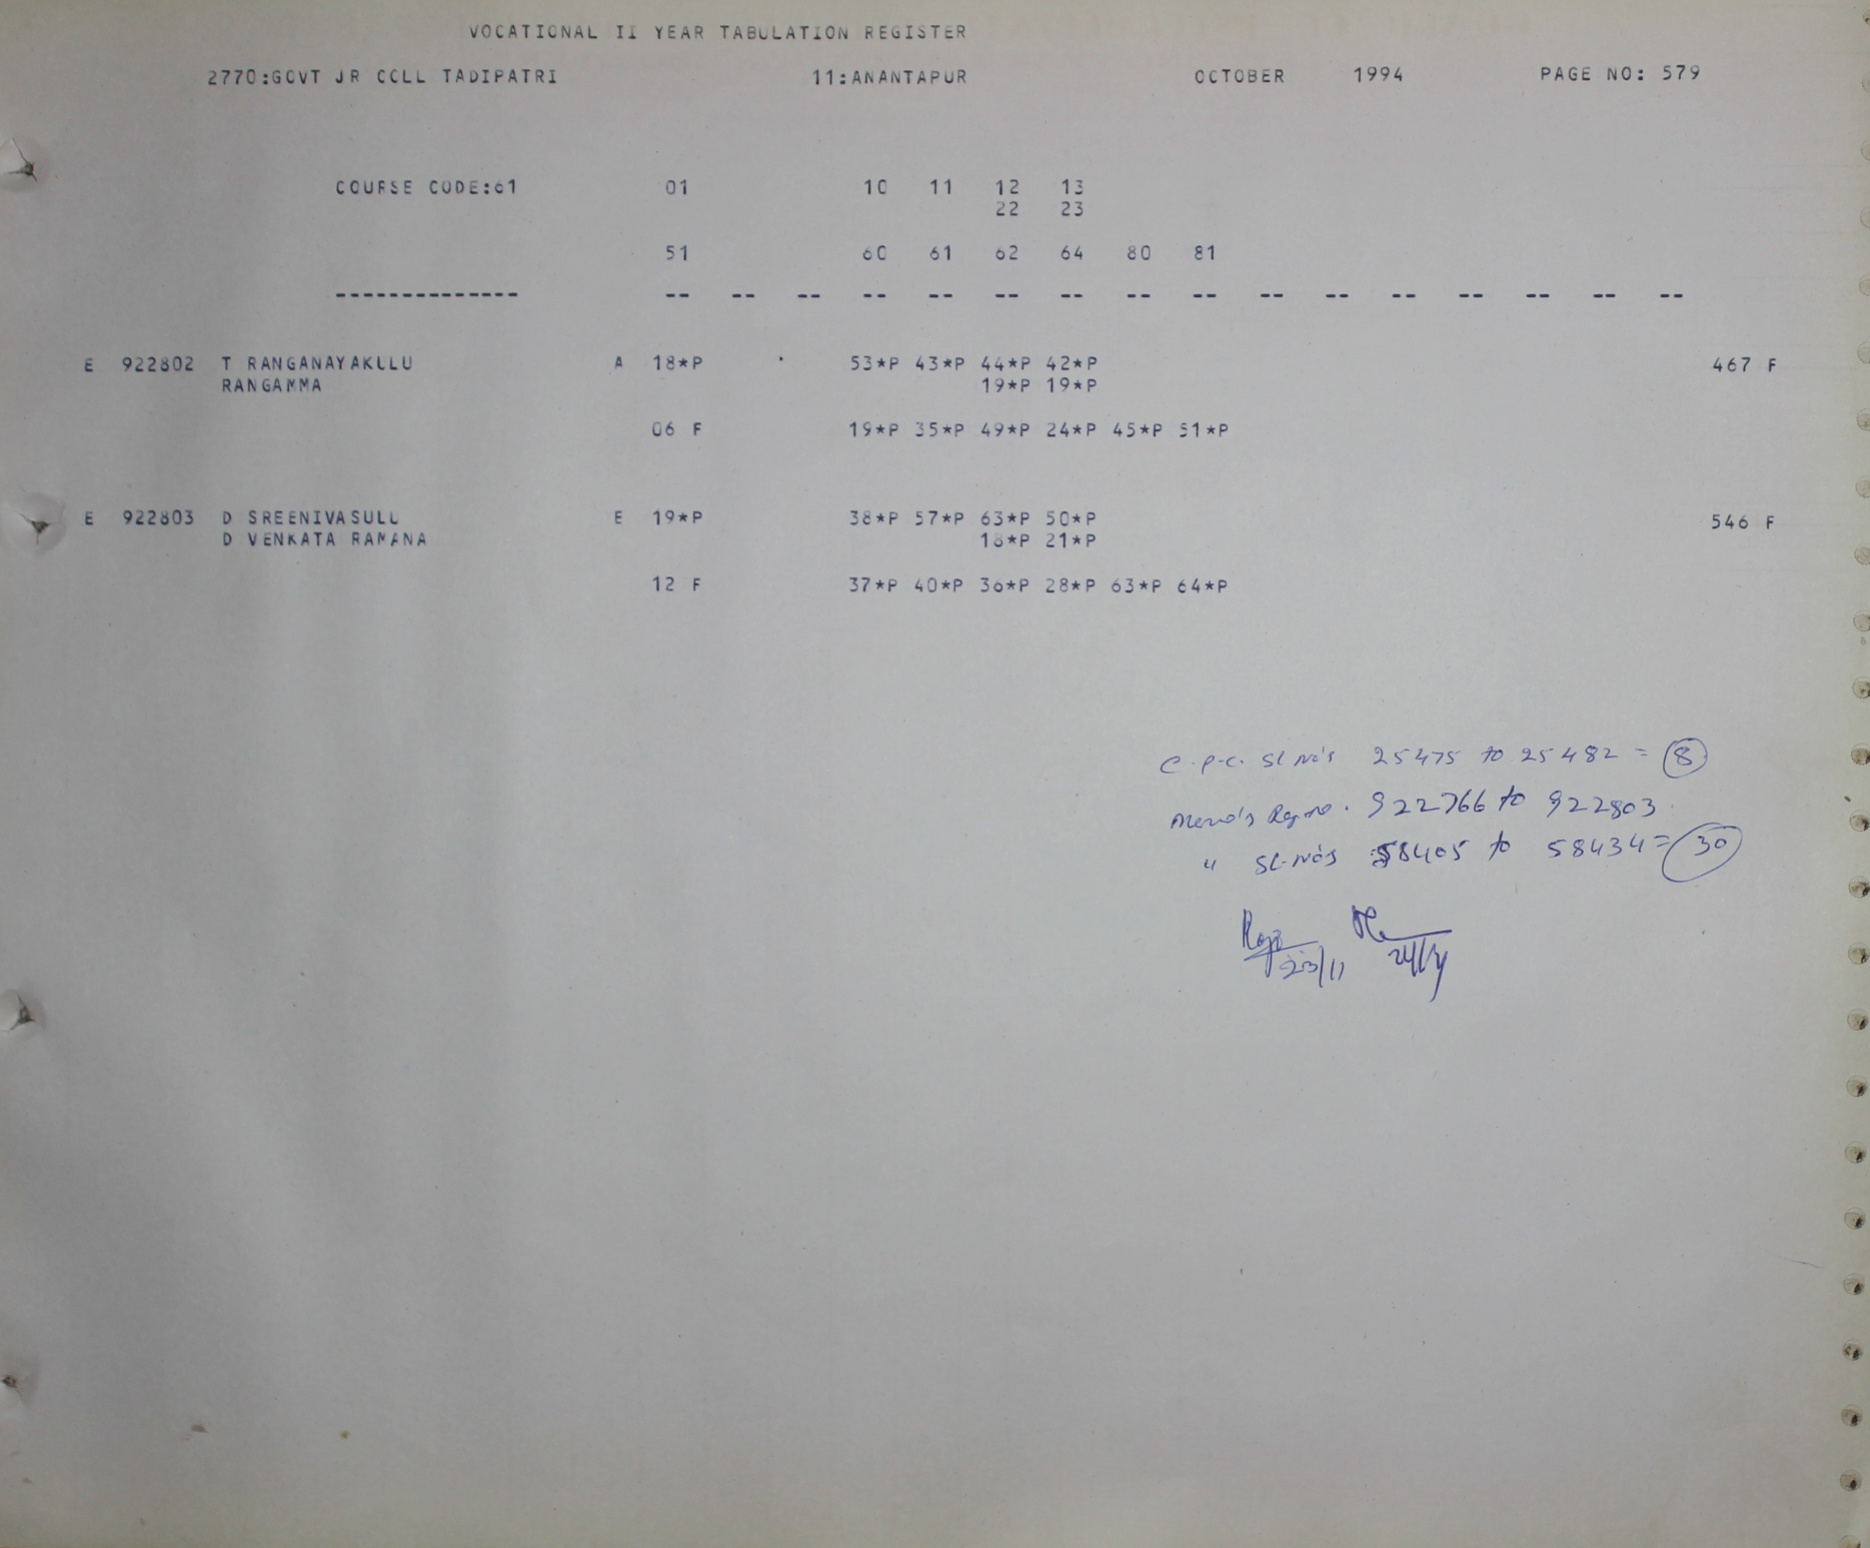 VOCATIONAL II YEAR TABULATION REGISTER
2770:GOVT JR COLL TADIPATRI 11:ANANTAPUR OCTOBER 1994 PAGE NO: 579
COURSE CODE:61 01 10 11 12 13
22 23
51 60 61 62 64 80 81
-------------- -- -- -- -- -- -- -- -- -- -- -- -- -- -- -- --
E 922802 T RANGANAYAKULU A 18*P 53*P 43*P 44*P 42*P 467 F
RANGAMMA 19*P 19*P
06 F 19*P 35*P 49*P 24*P 45*P 51*P
E 922803 D SREENIVASULU E 19*P 38*P 57*P 63*P 50*P 546 F
D VENKATA RAMANA 18*P 21*P
12 F 37*P 40*P 36*P 28*P 63*P 64*P
C.P.C. Sl No's 25475 to 25482 = 8
Memo's Regno. 922766 to 922803
" Sl.No's 58405 to 58434 = 30
23/11